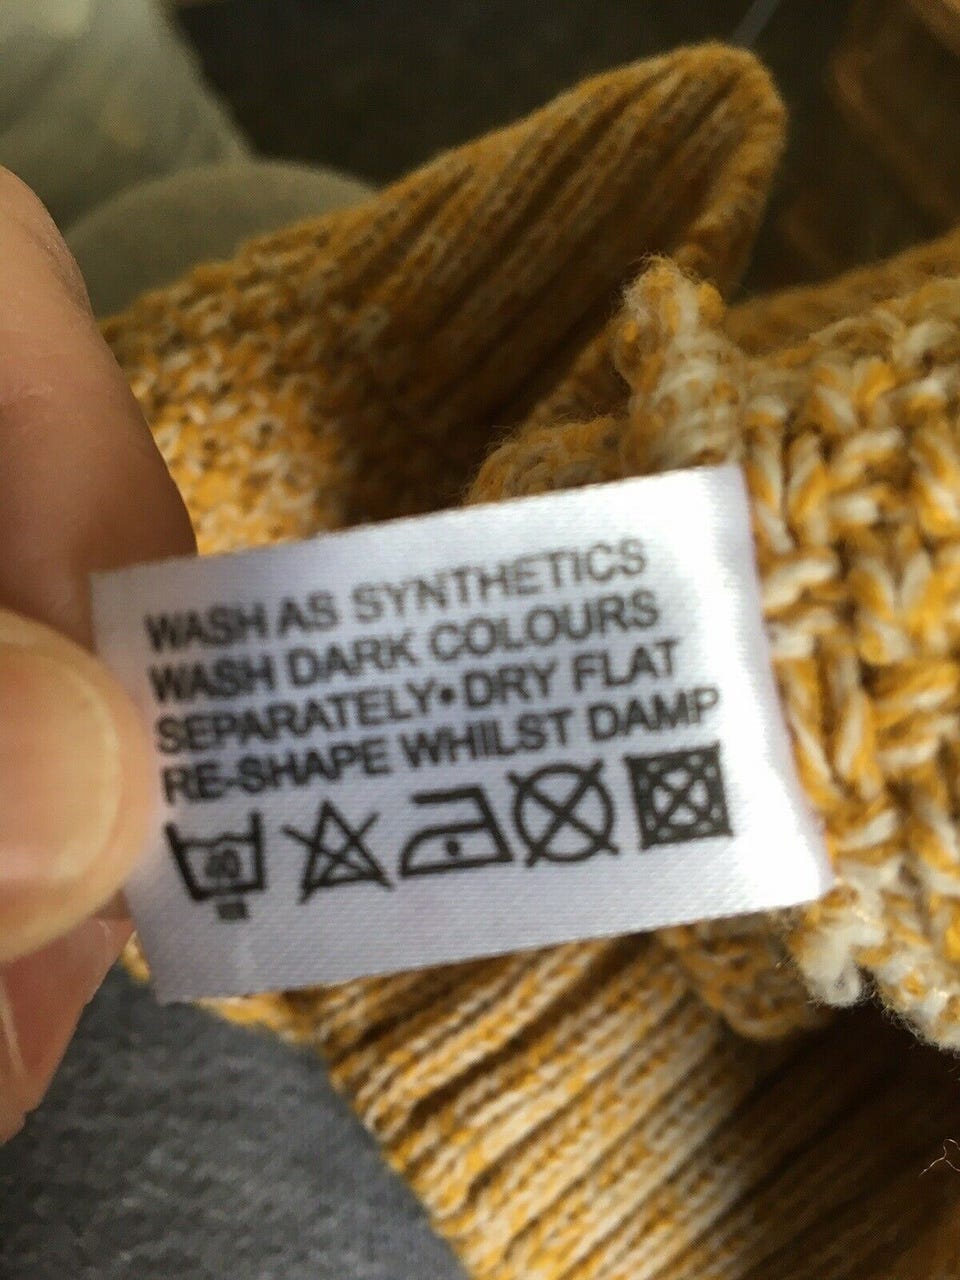 WASH AS SYNTHETICS
WASH DARK COLOURS
SEPARATELY•DRY FLAT
RE-SHAPE WHILST DAMP
40